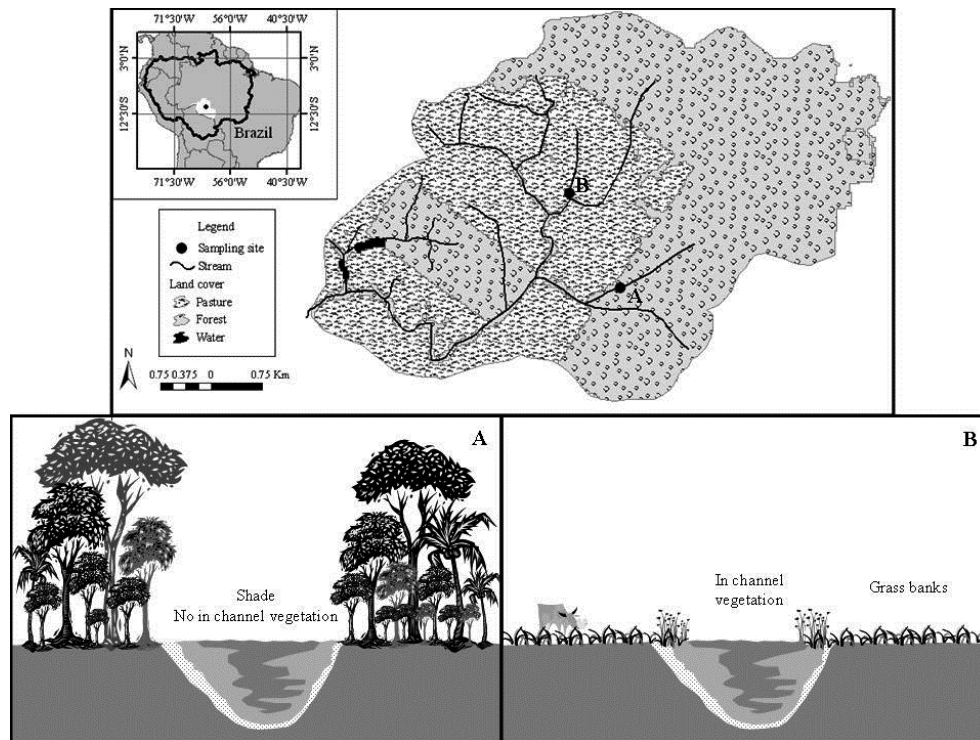 71°30'W 56°0'W 40°30'W
3°0'N 3°0'N
12°30'S 12°30'S
Brazil
71°30'W 56°0'W 40°30'W
Legend
Sampling site
Stream
Land cover
Pasture
Forest
Water
N
0.75 0.375 0 0.75 Km
B
A
A
Shade
No in channel vegetation
B
In channel
vegetation
Grass banks